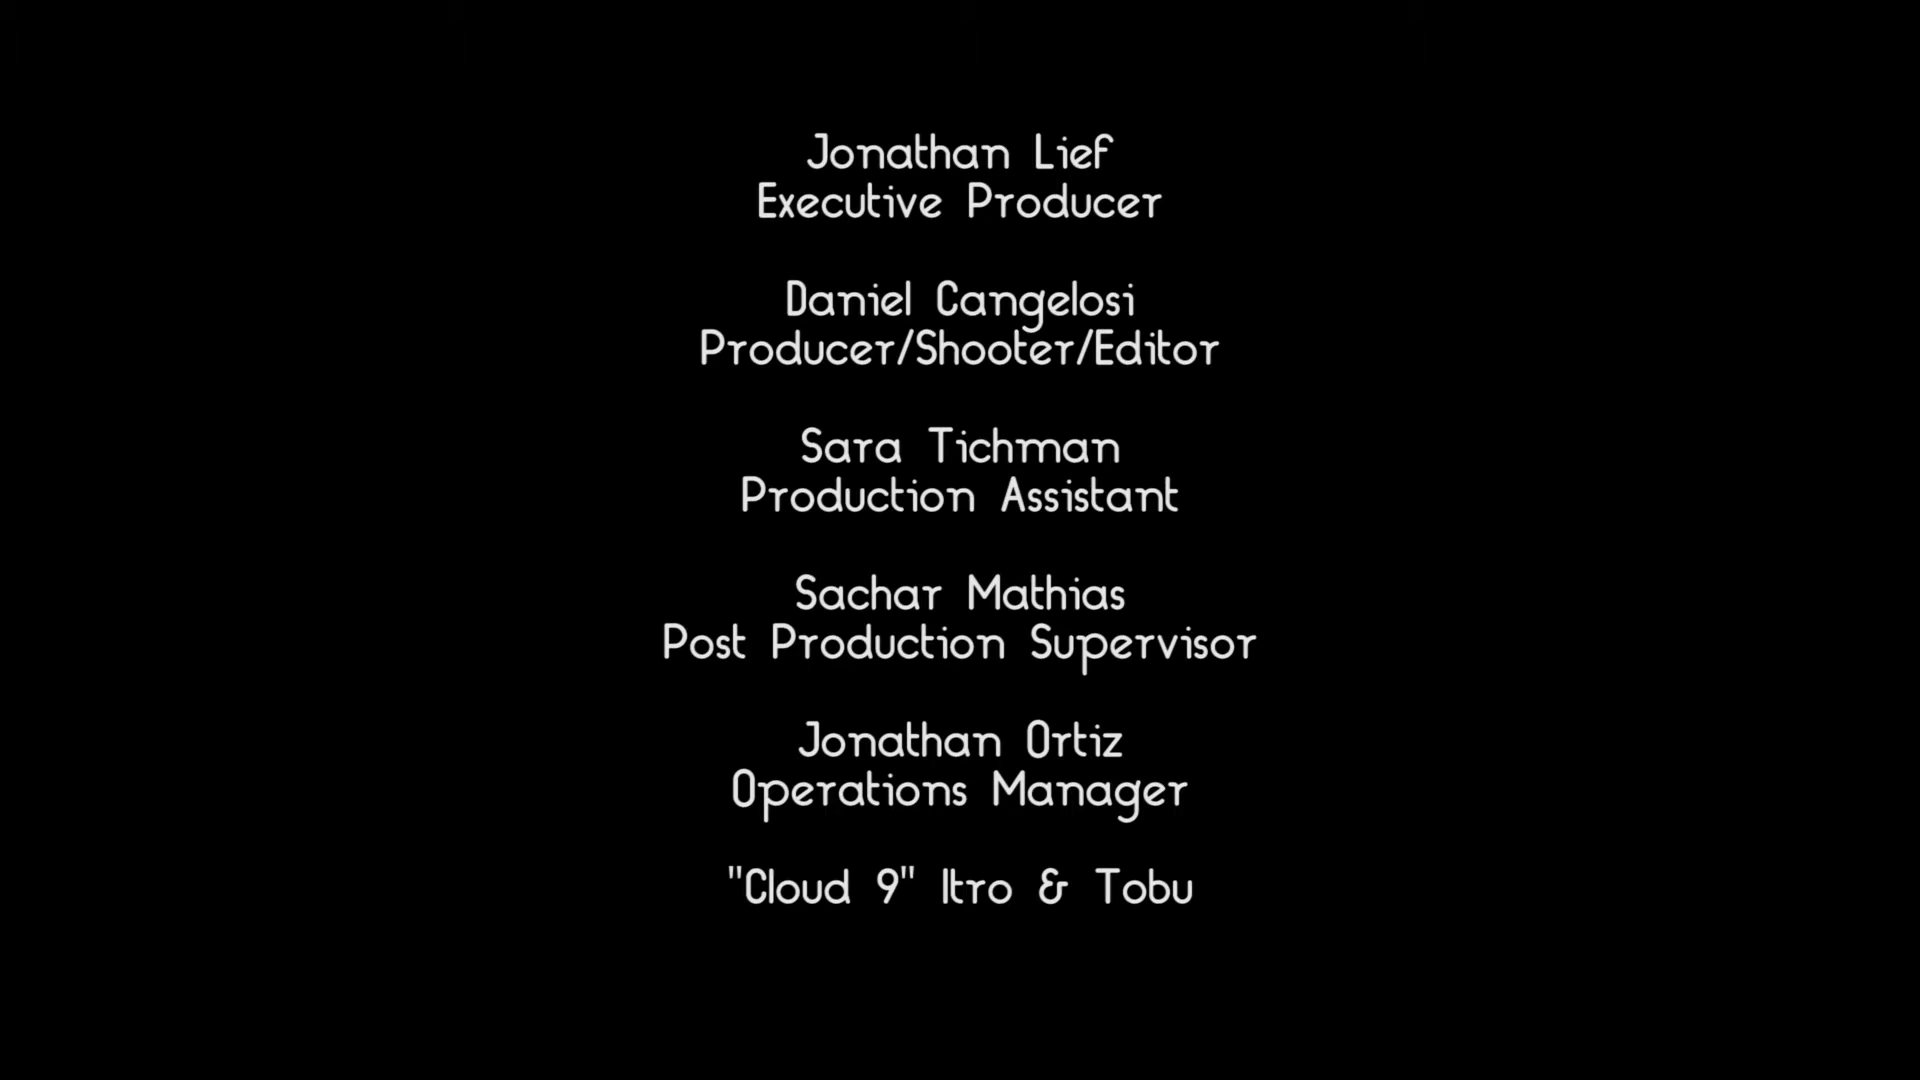 Jonathan Lief
Executive Producer
Daniel Cangelosi
Producer/Shooter/Editor
Sara Tichman
Production Assistant
Sachar Mathias
Post Production Supervisor
Jonathan Ortiz
Operations Manager
"Cloud 9" Itro & Tobu